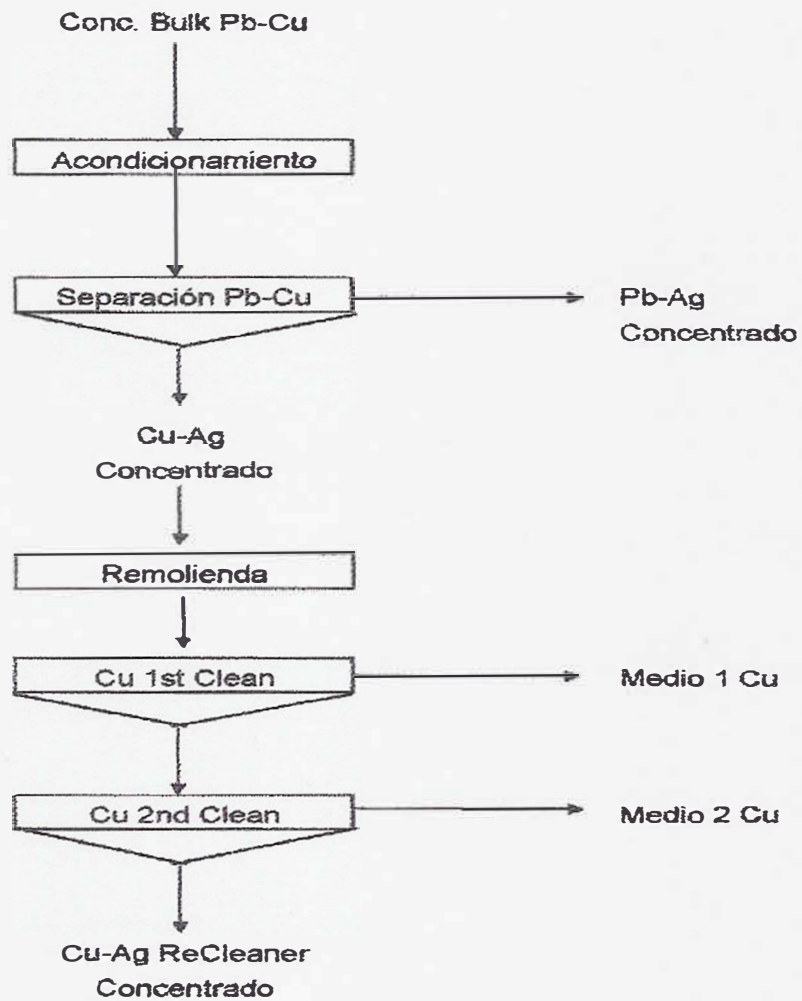 Conc. Bulk Pb-Cu
Acondicionamiento
Separación Pb-Cu
Pb-Ag
Concentrado
Cu-Ag
Concentrado
Remolienda
Cu 1st Clean
Medio 1 Cu
Cu 2nd Clean
Medio 2 Cu
Cu-Ag ReCleaner
Concentrado